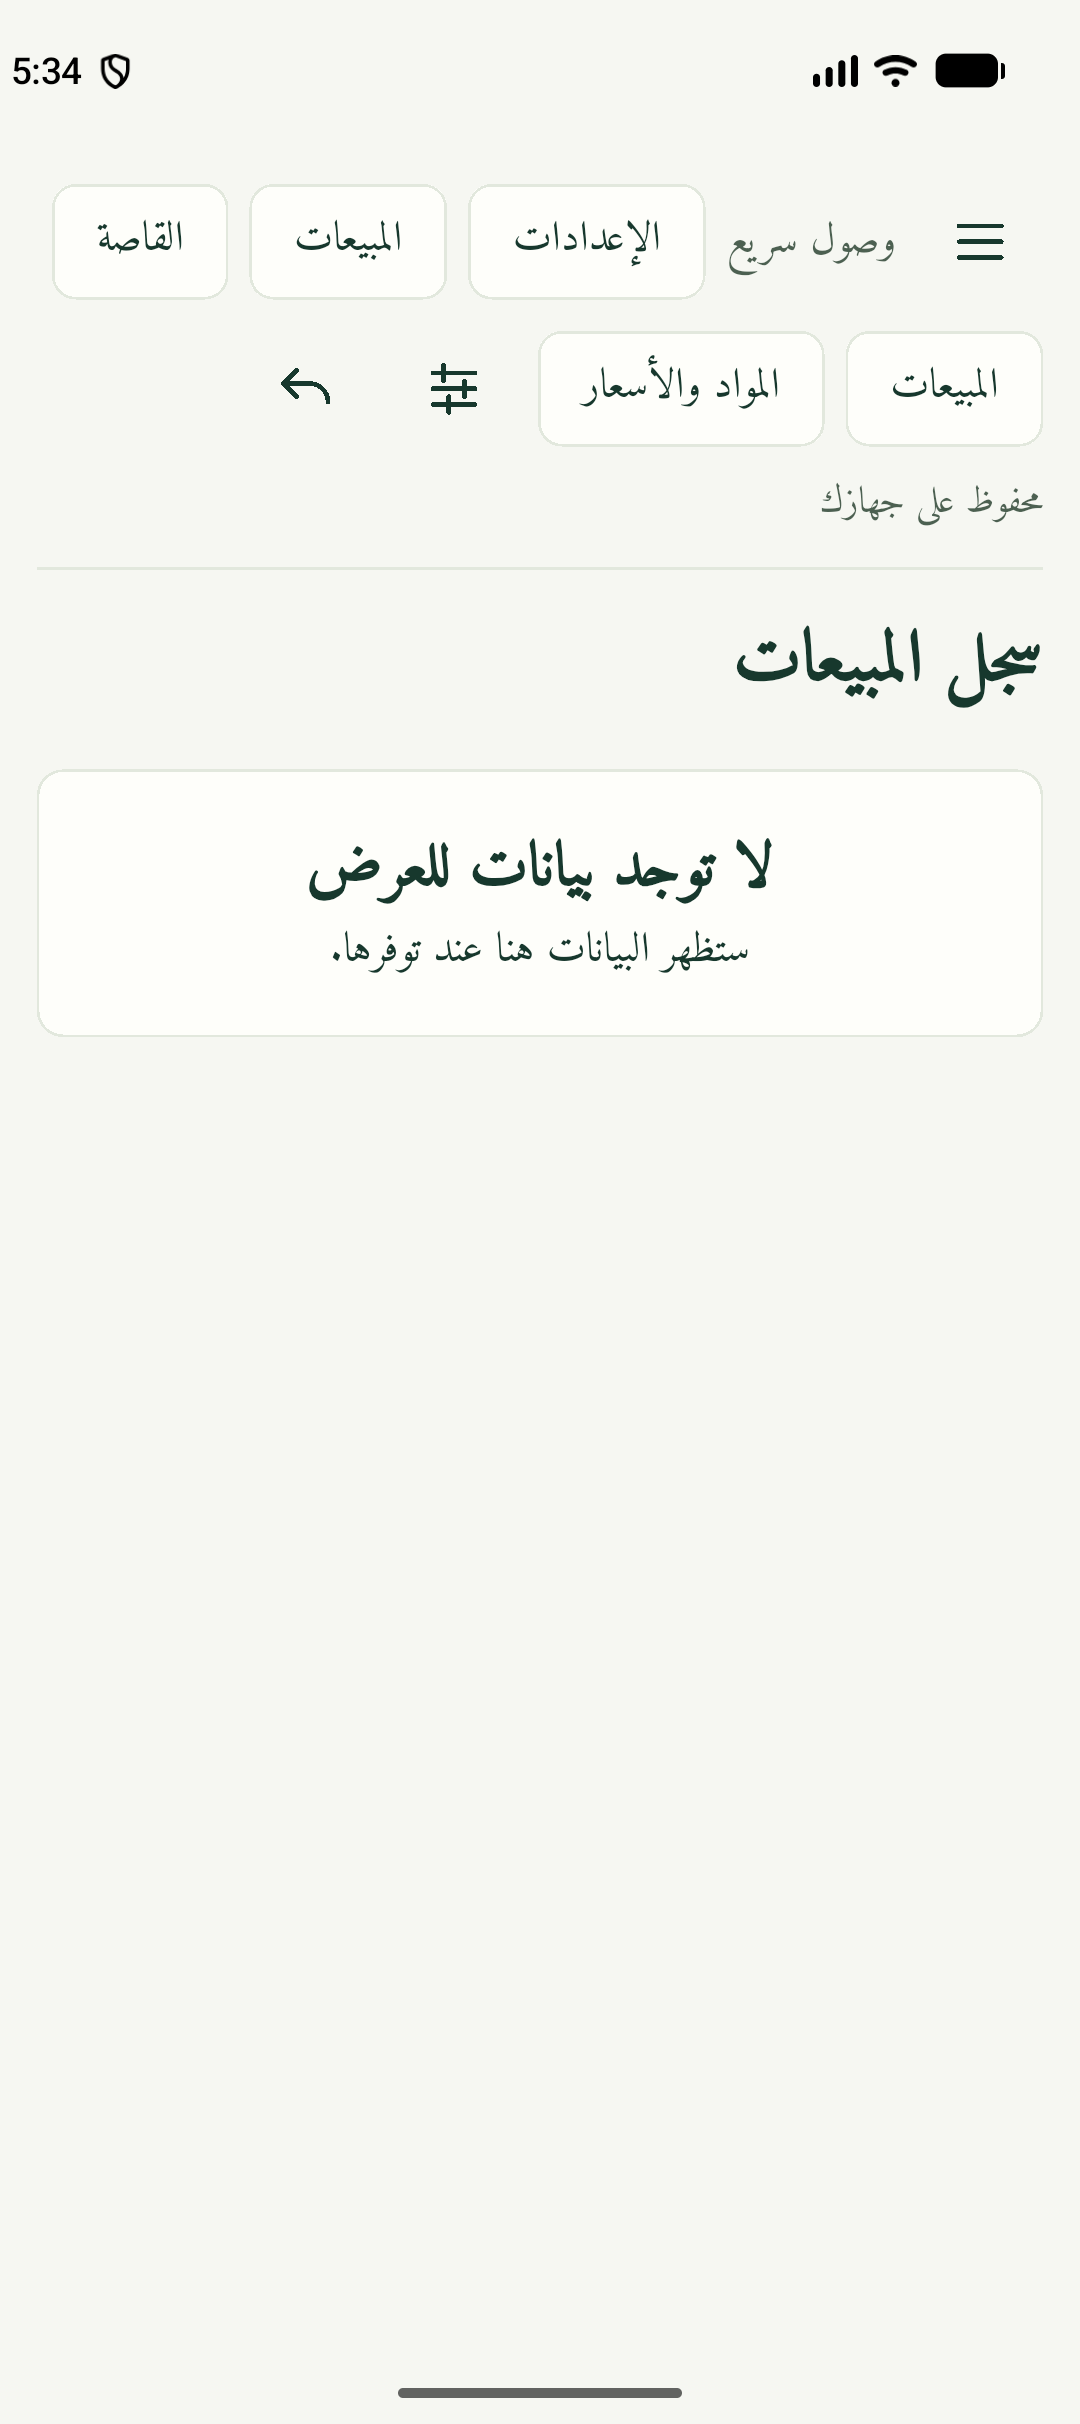 5:34
وصول سريع الإعدادات المبيعات القاصة
المبيعات المواد والأسعار
محفوظ على جهازك
سجل المبيعات
لا توجد بيانات للعرض
ستظهر البيانات هنا عند توفرها.